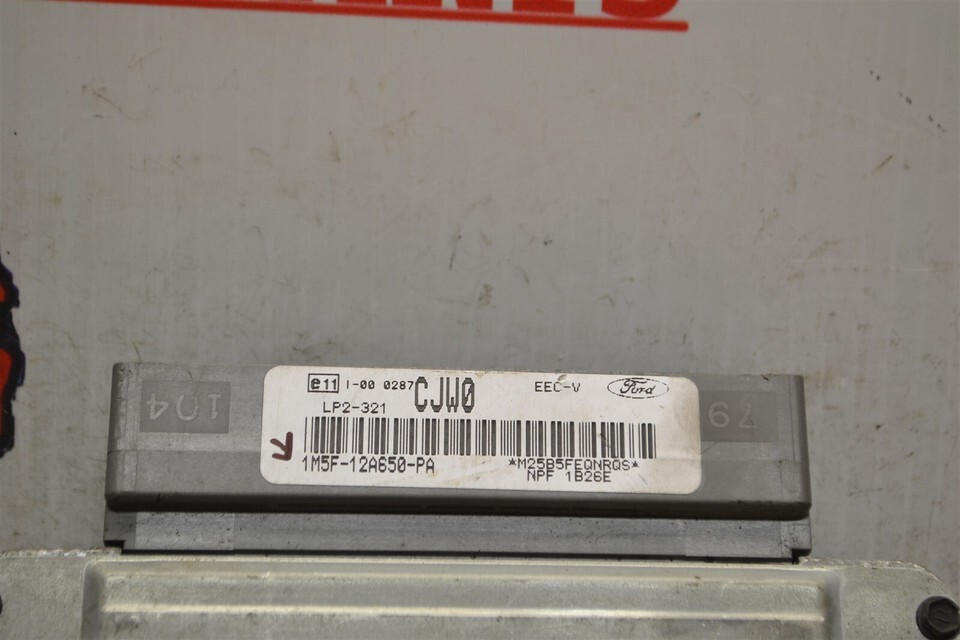 e11 I-00 0287 CJW0 EEC-V Ford
LP2-321
1M5F-12A650-PA *M25B5FEQNRQS*
NPF 1B26E
104
79